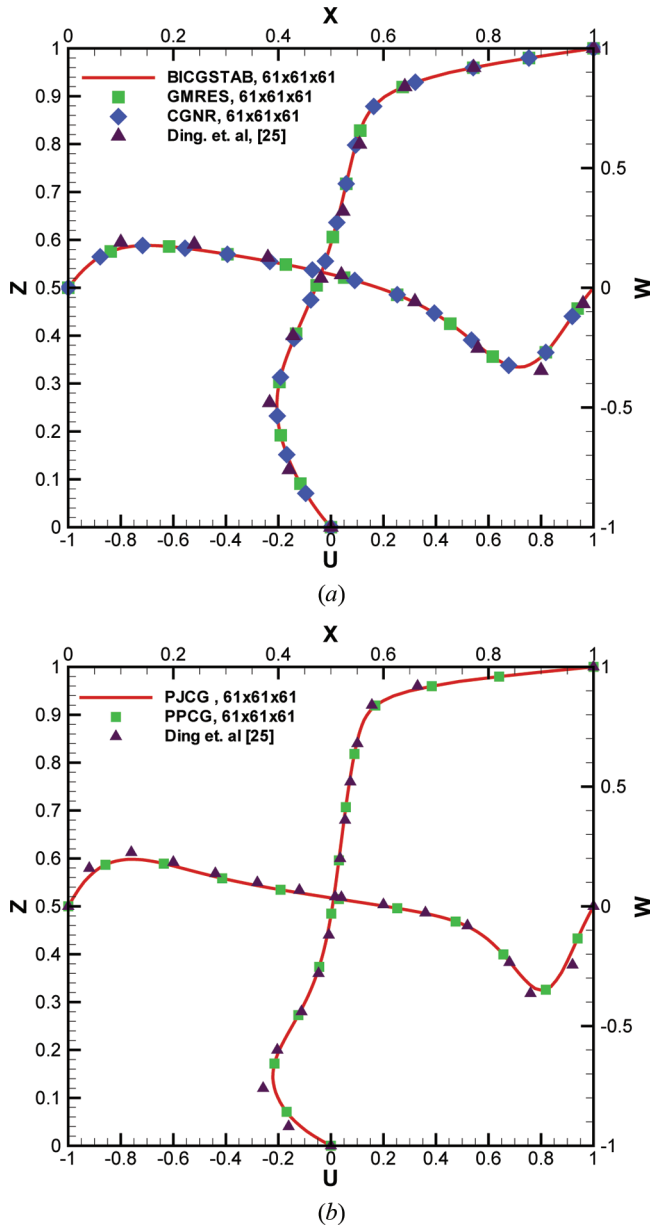 X
0 0.2 0.4 0.6 0.8 1
BICGSTAB, 61x61x61
GMRES, 61x61x61
CGNR, 61x61x61
Ding. et. al, [25]
1
0.9
0.8
0.7
0.6
0.5
0.4
0.3
0.2
0.1
0
Z
1
0.5
0
-0.5
-1
W
-1 -0.8 -0.6 -0.4 -0.2 0 0.2 0.4 0.6 0.8 1
U
(a)
X
0 0.2 0.4 0.6 0.8 1
PJCG , 61x61x61
PPCG, 61x61x61
Ding et. al [25]
1
0.9
0.8
0.7
0.6
0.5
0.4
0.3
0.2
0.1
0
Z
1
0.5
0
-0.5
-1
W
-1 -0.8 -0.6 -0.4 -0.2 0 0.2 0.4 0.6 0.8 1
U
(b)